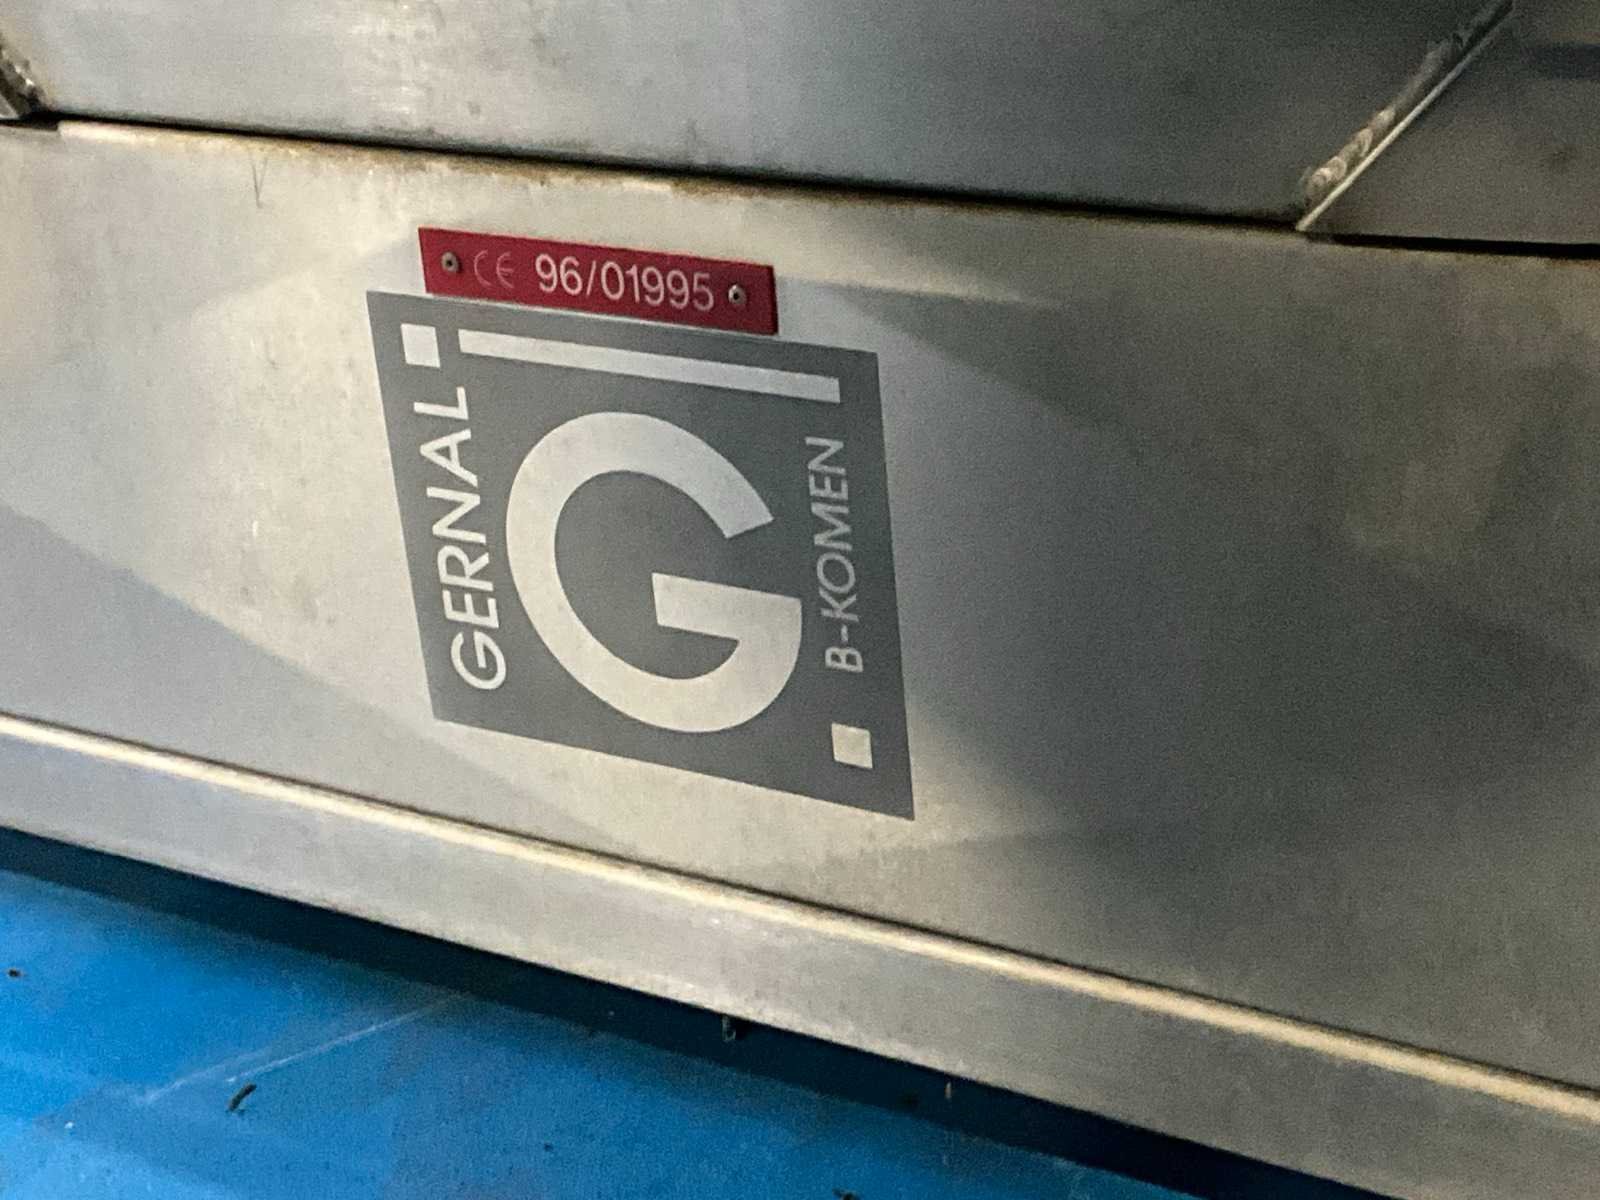 CE 96/01995
GERNAL
G
B-KOMEN